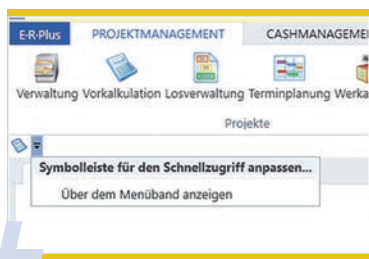 E-R-Plus PROJEKTMANAGEMENT CASHMANAGEME
Verwaltung Vorkalkulation Losverwaltung Terminplanung Werka
Projekte
Symbolleiste für den Schnellzugriff anpassen...
Über dem Menüband anzeigen